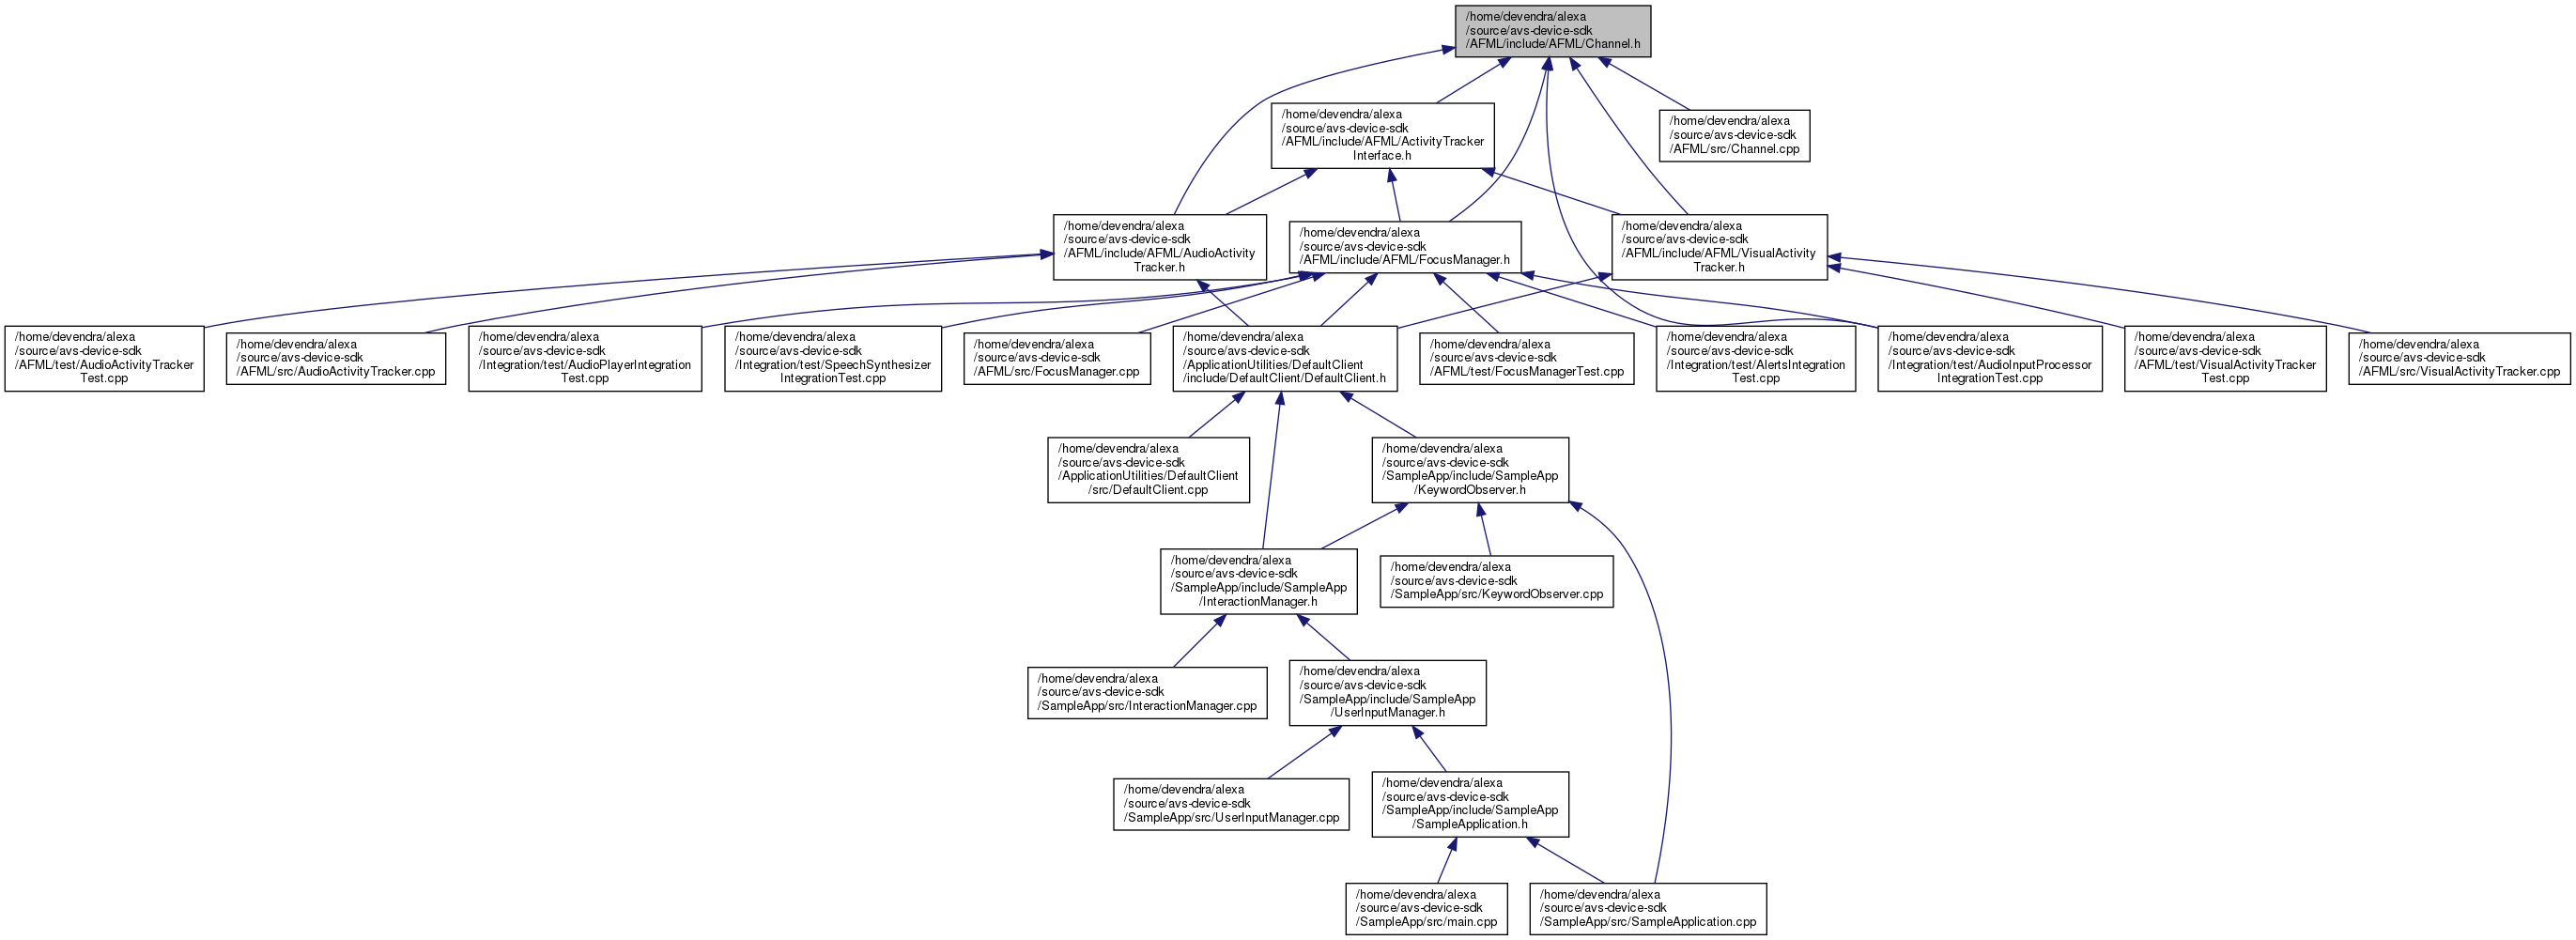 /home/devendra/alexa
/source/avs-device-sdk
/AFML/include/AFML/Channel.h
/home/devendra/alexa
/source/avs-device-sdk
/AFML/include/AFML/ActivityTracker
Interface.h
/home/devendra/alexa
/source/avs-device-sdk
/AFML/src/Channel.cpp
/home/devendra/alexa
/source/avs-device-sdk
/AFML/include/AFML/AudioActivity
Tracker.h
/home/devendra/alexa
/source/avs-device-sdk
/AFML/include/AFML/FocusManager.h
/home/devendra/alexa
/source/avs-device-sdk
/AFML/include/AFML/VisualActivity
Tracker.h
/home/devendra/alexa
/source/avs-device-sdk
/AFML/test/AudioActivityTracker
Test.cpp
/home/devendra/alexa
/source/avs-device-sdk
/AFML/src/AudioActivityTracker.cpp
/home/devendra/alexa
/source/avs-device-sdk
/Integration/test/AudioPlayerIntegration
Test.cpp
/home/devendra/alexa
/source/avs-device-sdk
/Integration/test/SpeechSynthesizer
IntegrationTest.cpp
/home/devendra/alexa
/source/avs-device-sdk
/AFML/src/FocusManager.cpp
/home/devendra/alexa
/source/avs-device-sdk
/ApplicationUtilities/DefaultClient
/include/DefaultClient/DefaultClient.h
/home/devendra/alexa
/source/avs-device-sdk
/AFML/test/FocusManagerTest.cpp
/home/devendra/alexa
/source/avs-device-sdk
/Integration/test/AlertsIntegration
Test.cpp
/home/devendra/alexa
/source/avs-device-sdk
/Integration/test/AudioInputProcessor
IntegrationTest.cpp
/home/devendra/alexa
/source/avs-device-sdk
/AFML/test/VisualActivityTracker
Test.cpp
/home/devendra/alexa
/source/avs-device-sdk
/AFML/src/VisualActivityTracker.cpp
/home/devendra/alexa
/source/avs-device-sdk
/ApplicationUtilities/DefaultClient
/src/DefaultClient.cpp
/home/devendra/alexa
/source/avs-device-sdk
/SampleApp/include/SampleApp
/KeywordObserver.h
/home/devendra/alexa
/source/avs-device-sdk
/SampleApp/include/SampleApp
/InteractionManager.h
/home/devendra/alexa
/source/avs-device-sdk
/SampleApp/src/KeywordObserver.cpp
/home/devendra/alexa
/source/avs-device-sdk
/SampleApp/src/InteractionManager.cpp
/home/devendra/alexa
/source/avs-device-sdk
/SampleApp/include/SampleApp
/UserInputManager.h
/home/devendra/alexa
/source/avs-device-sdk
/SampleApp/src/UserInputManager.cpp
/home/devendra/alexa
/source/avs-device-sdk
/SampleApp/include/SampleApp
/SampleApplication.h
/home/devendra/alexa
/source/avs-device-sdk
/SampleApp/src/main.cpp
/home/devendra/alexa
/source/avs-device-sdk
/SampleApp/src/SampleApplication.cpp